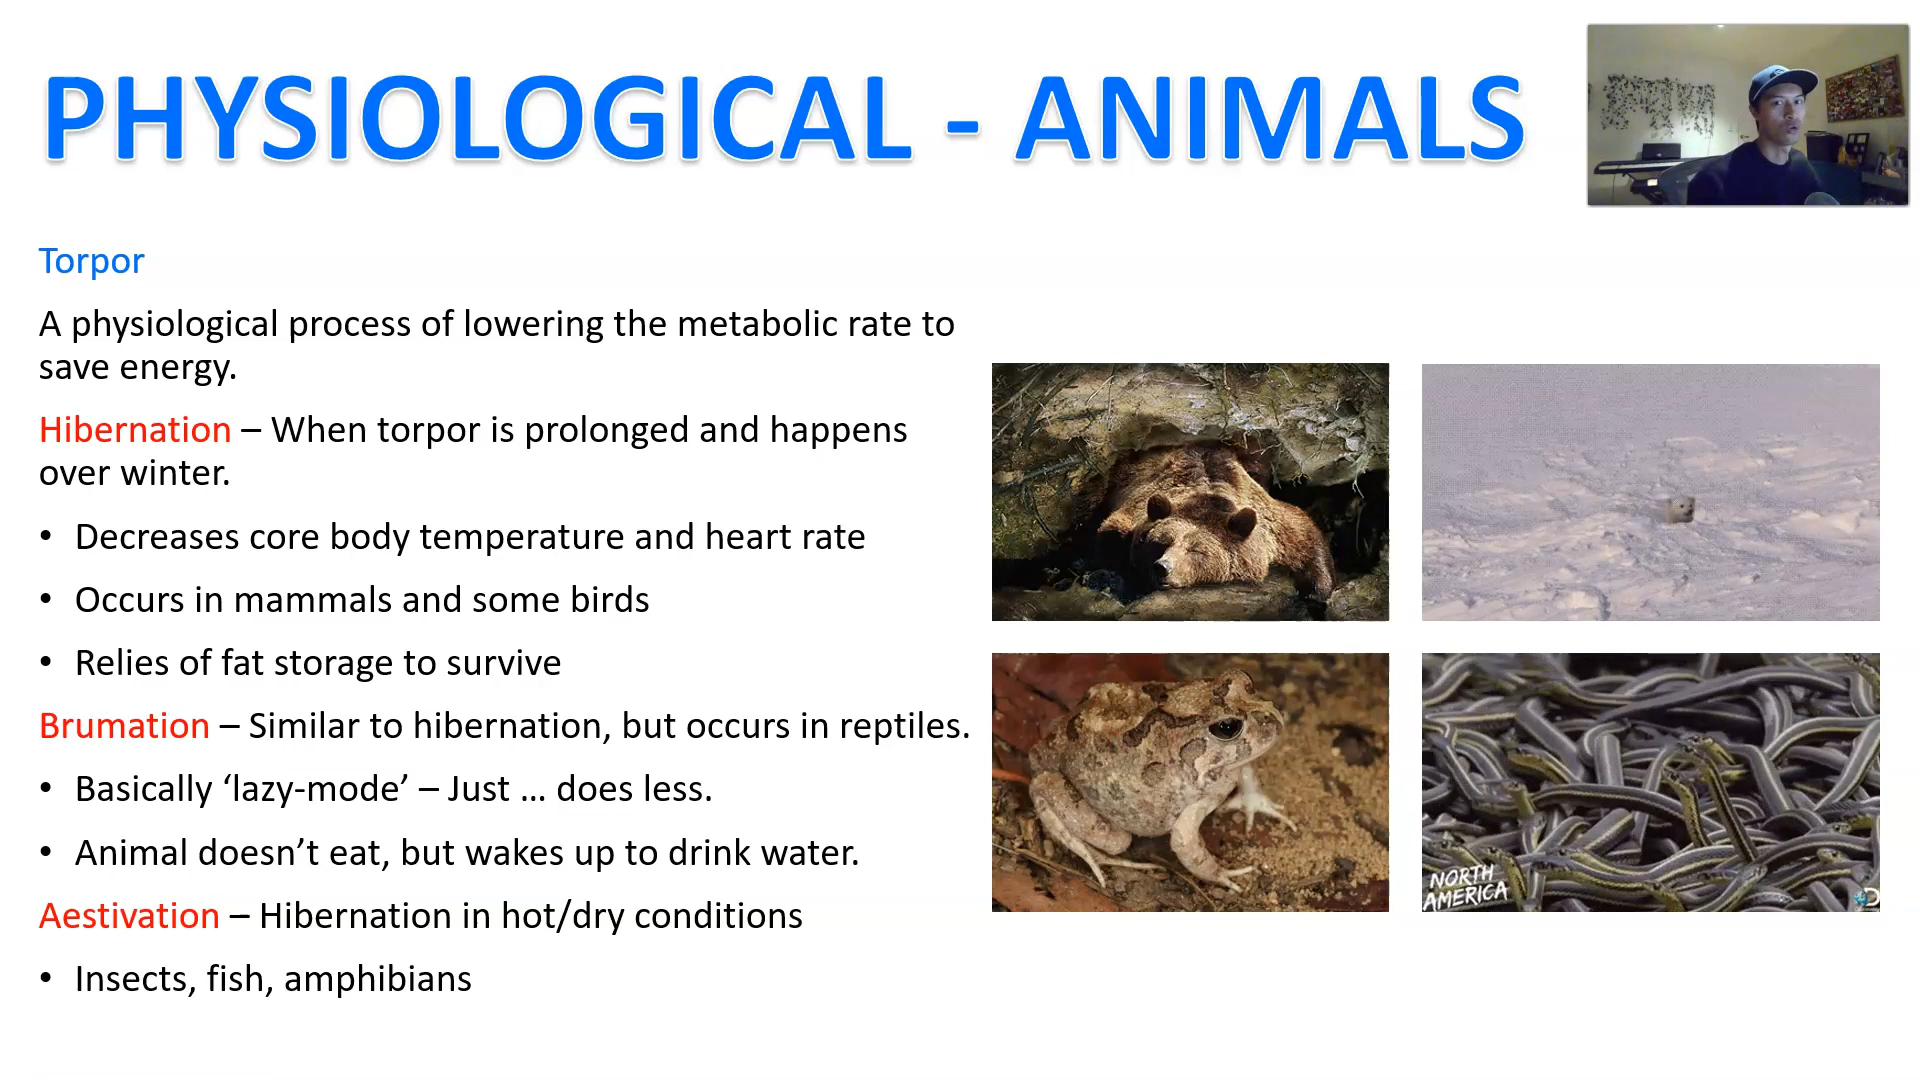 PHYSIOLOGICAL - ANIMALS
Torpor
A physiological process of lowering the metabolic rate to
save energy.
Hibernation – When torpor is prolonged and happens
over winter.
• Decreases core body temperature and heart rate
• Occurs in mammals and some birds
• Relies of fat storage to survive
Brumation – Similar to hibernation, but occurs in reptiles.
• Basically ‘lazy-mode’ – Just … does less.
• Animal doesn’t eat, but wakes up to drink water.
Aestivation – Hibernation in hot/dry conditions
• Insects, fish, amphibians
NORTH
AMERICA